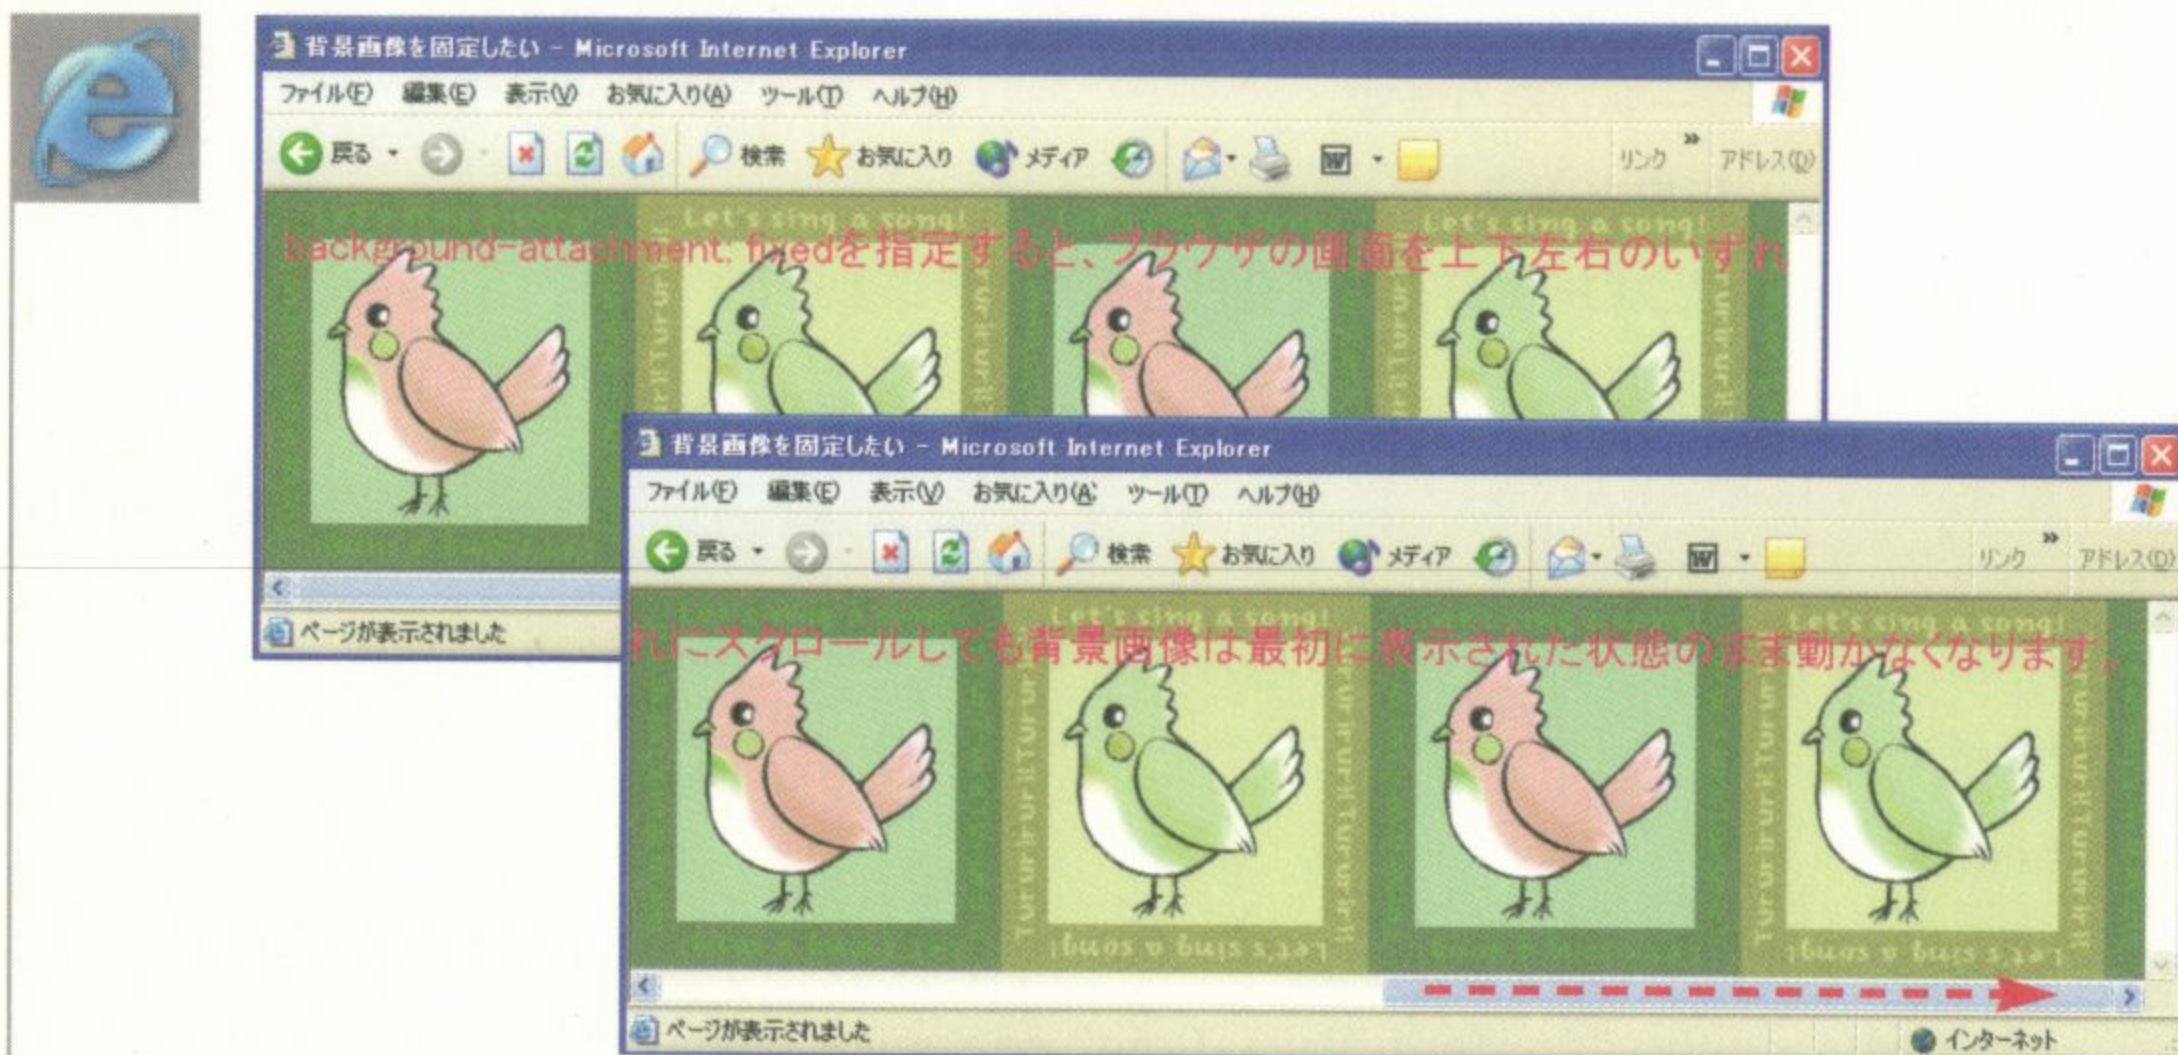 背景画像を固定したい - Microsoft Internet Explorer
ファイル(F) 編集(E) 表示(V) お気に入り(A) ツール(T) ヘルプ(H)
戻る 検索 お気に入り メディア リンク » アドレス(D)
Let's sing a song! Let's sing a song!
background-attachment: fixedを指定すると、ブラウザの画面を上下左右のいずれ
ページが表示されました
背景画像を固定したい - Microsoft Internet Explorer
ファイル(F) 編集(E) 表示(V) お気に入り(A) ツール(T) ヘルプ(H)
戻る 検索 お気に入り メディア リンク » アドレス(D)
Let's sing a song! Let's sing a song!
れにスクロールしても背景画像は最初に表示された状態のまま動かなくなります。
Let's sing a song! Let's sing a song!
ページが表示されました
インターネット